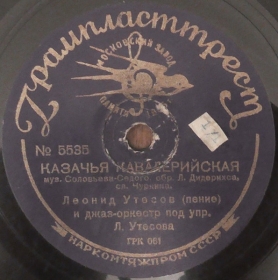 Грампласттрест
МОСКОВСКИЙ ЗАВОД
№ 5535
КАЗАЧЬЯ КАВАЛЕРИЙСКАЯ
муз. Соловьева-Седого, обр. Л. Дидерихса,
сл. Чуркина.
Леонид Утесов (пение)
и джаз-оркестр под упр.
Л. Утесова
ГРК 061
НАРКОМТЯЖПРОМ СССР